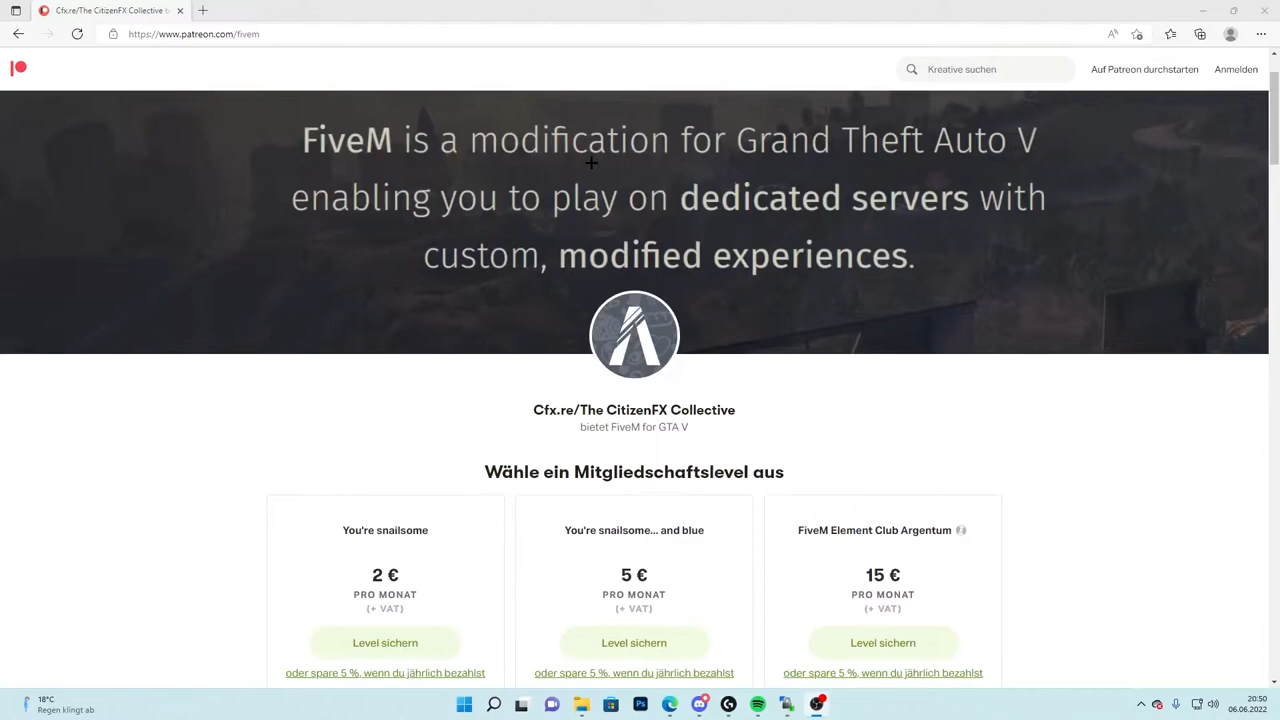 Cfx.re/The CitizenFX Collective b
https://www.patreon.com/fivem
Kreative suchen
Auf Patreon durchstarten
Anmelden
FiveM is a modification for Grand Theft Auto V
enabling you to play on dedicated servers with
custom, modified experiences.
Cfx.re/The CitizenFX Collective
bietet FiveM for GTA V
Wähle ein Mitgliedschaftslevel aus
You're snailsome
2 €
PRO MONAT
(+ VAT)
Level sichern
oder spare 5 %, wenn du jährlich bezahlst
You're snailsome... and blue
5 €
PRO MONAT
(+ VAT)
Level sichern
oder spare 5 %, wenn du jährlich bezahlst
FiveM Element Club Argentum
15 €
PRO MONAT
(+ VAT)
Level sichern
oder spare 5 %, wenn du jährlich bezahlst
18°C
Regen klingt ab
Ps
20:50
06.06.2022